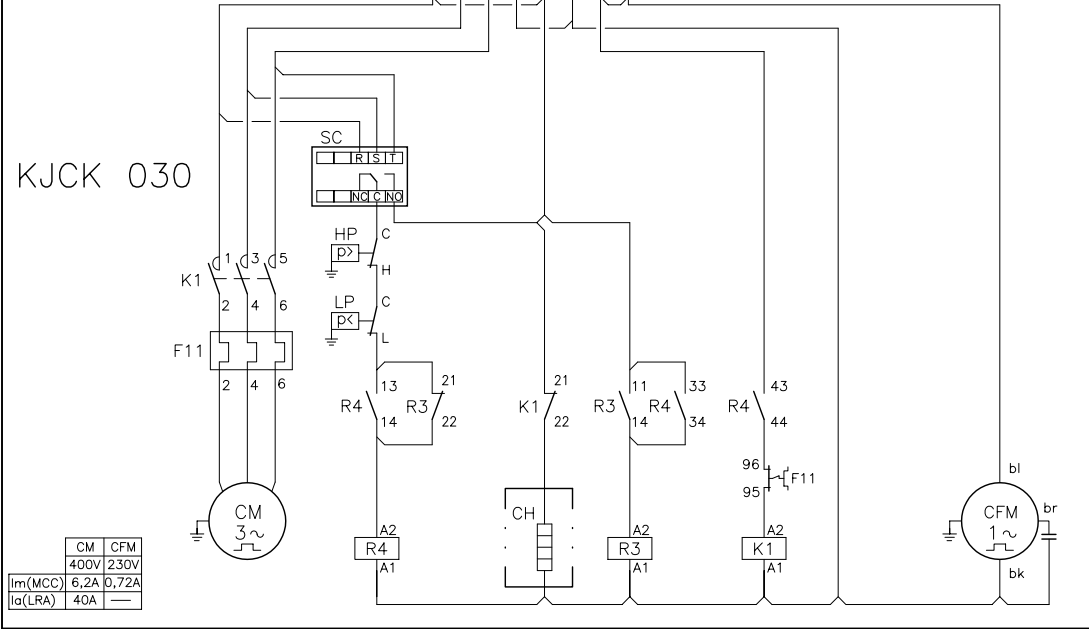 SC
R S T
KJCK 030
NC C NO
HP
C
p>
H
K1
1 3 5
2 4 6
LP
C
p<
L
F11
2 4 6
R4
13
14
R3
21
22
K1
21
22
R3
11
14
R4
33
34
R4
43
44
96
95
F11
CM
3~
CH
A2
R4
A1
A2
R3
A1
A2
K1
A1
bl
CFM
1~
br
bk
CM CFM
400V 230V
Im(MCC) 6,2A 0,72A
Ia(LRA) 40A —